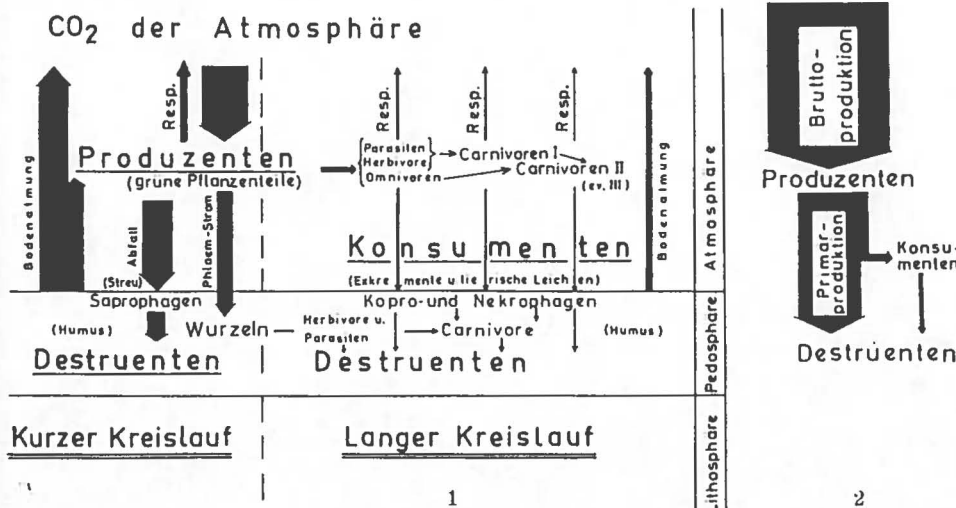 CO2 der Atmosphäre
Bodenatmung
Resp.
Produzenten
(grüne Pflanzenteile)
Abfall
(Streu)
Phloem-Strom
Saprophagen
(Humus)
Wurzeln
Destruenten
Kurzer Kreislauf
Resp.
Resp.
Resp.
Parasiten
Herbivore
Omnivoren
Carnivoren I
Carnivoren II
(ev. III)
Bodenatmung
Konsumenten
(Exkremente u. tierische Leichen)
Kopro- und Nekrophagen
Herbivore u.
Parasiten
Carnivore
(Humus)
Destruenten
Langer Kreislauf
1
Atmosphäre
Pedosphäre
Lithosphäre
Brutto-
produktion
Produzenten
Primär-
produktion
Konsu-
menten
Destruenten
2